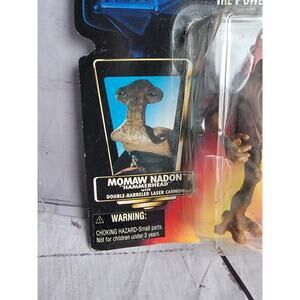 THE POWE
MOMAW NADON
"HAMMERHEAD"
with
DOUBLE-BARRELED LASER CANNON
WARNING:
CHOKING HAZARD-Small parts.
Not for children under 3 years.